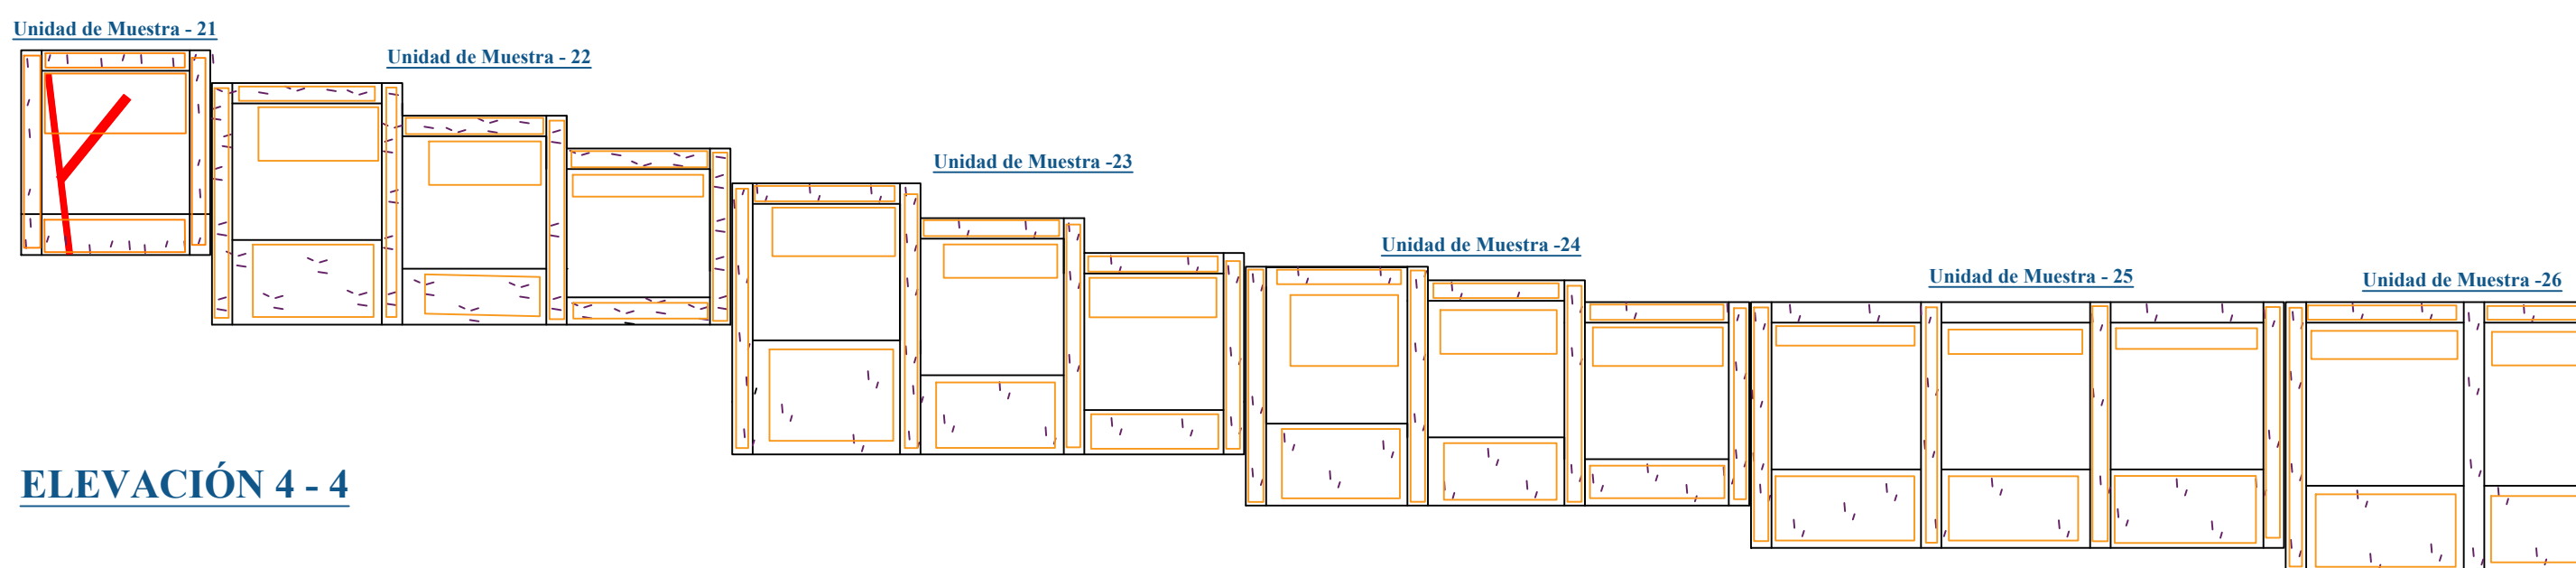 Unidad de Muestra - 21
Unidad de Muestra - 22
Unidad de Muestra -23
Unidad de Muestra -24
Unidad de Muestra - 25
Unidad de Muestra -26
ELEVACIÓN 4 - 4